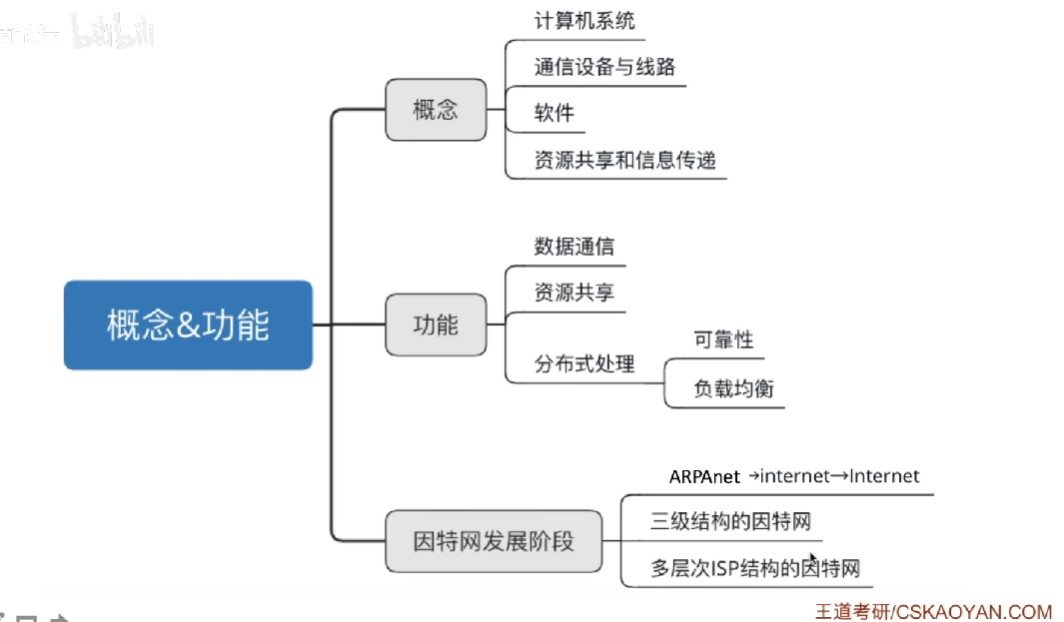 bilibili
计算机系统
通信设备与线路
概念
软件
资源共享和信息传递
数据通信
资源共享
概念&功能
功能
可靠性
分布式处理
负载均衡
ARPAnet →internet→Internet
三级结构的因特网
因特网发展阶段
多层次ISP结构的因特网
王道考研/CSKAOYAN.COM